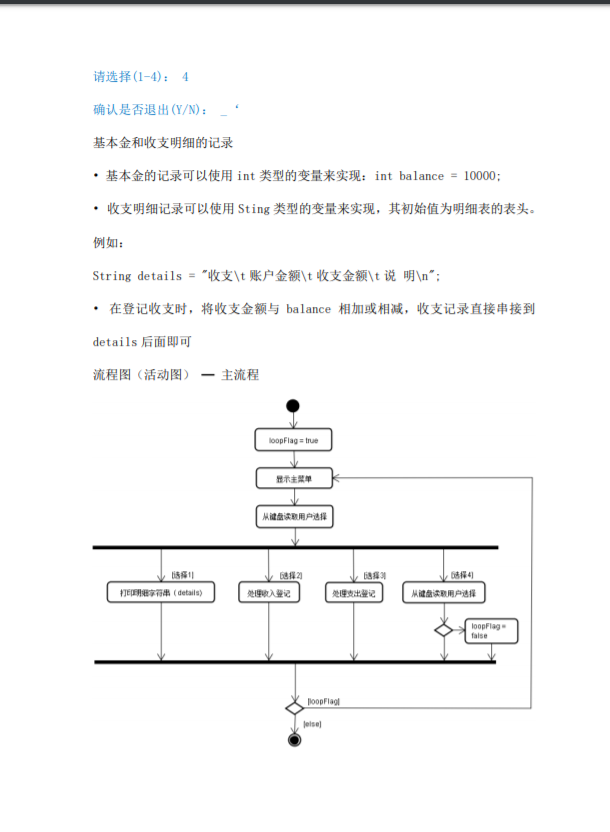 请选择(1-4)： 4
确认是否退出(Y/N)： _ ‘
基本金和收支明细的记录
• 基本金的记录可以使用 int 类型的变量来实现：int balance = 10000;
• 收支明细记录可以使用 Sting 类型的变量来实现，其初始值为明细表的表头。
例如：
String details = "收支\t 账户金额\t 收支金额\t 说 明\n";
• 在登记收支时，将收支金额与 balance 相加或相减，收支记录直接串接到
details 后面即可
流程图（活动图） — 主流程
loopFlag = true
显示主菜单
从键盘读取用户选择
[选择1]
[选择2]
[选择3]
[选择4]
打印明细字符串（details）
处理收入登记
处理支出登记
从键盘读取用户选择
loopFlag =
false
[loopFlag]
[else]